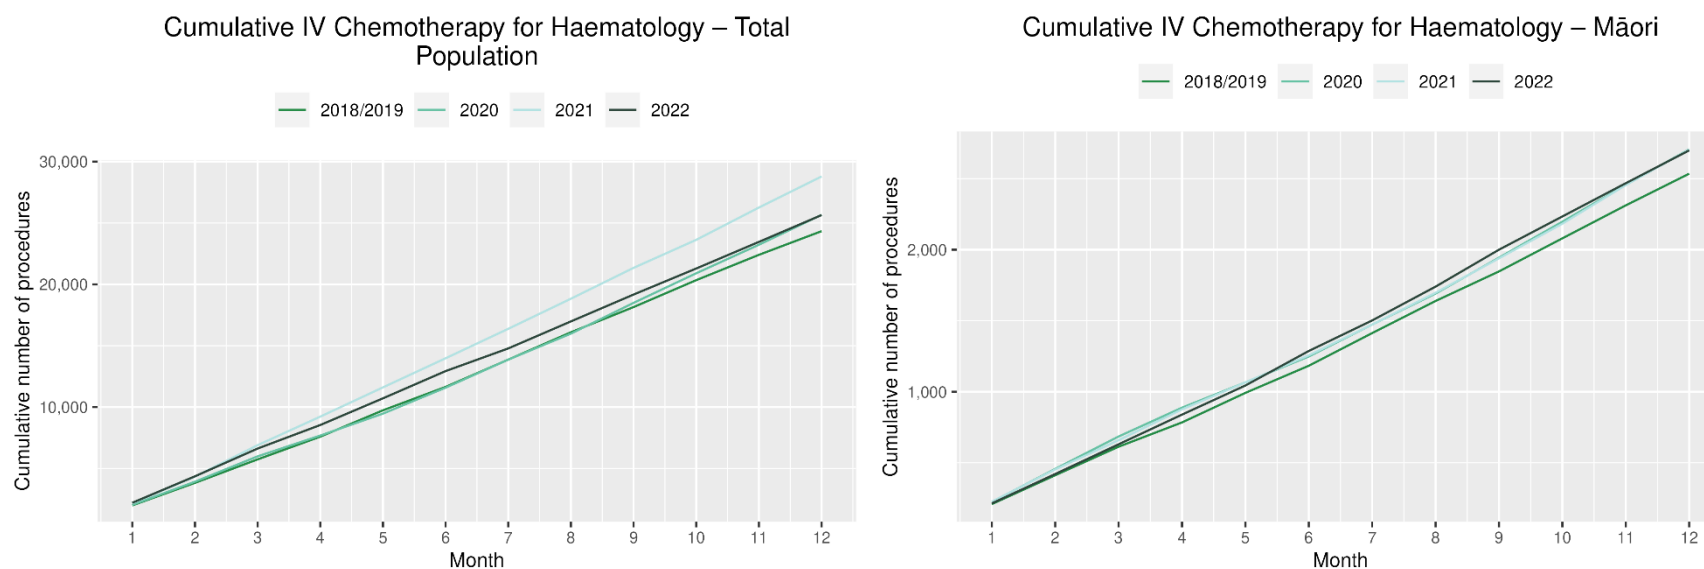 Cumulative IV Chemotherapy for Haematology – Total
Population
2018/2019 2020 2021 2022
30,000
20,000
10,000
Cumulative number of procedures
1 2 3 4 5 6 7 8 9 10 11 12
Month
Cumulative IV Chemotherapy for Haematology – Māori
2018/2019 2020 2021 2022
2,000
1,000
Cumulative number of procedures
1 2 3 4 5 6 7 8 9 10 11 12
Month